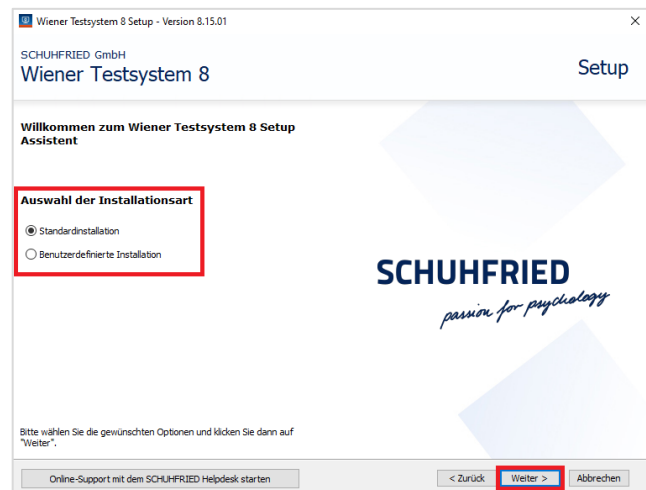 Wiener Testsystem 8 Setup - Version 8.15.01
SCHUHFRIED GmbH
Wiener Testsystem 8
Setup
Willkommen zum Wiener Testsystem 8 Setup
Assistent
Auswahl der Installationsart
Standardinstallation
Benutzerdefinierte Installation
SCHUHFRIED
passion for psychology
Bitte wählen Sie die gewünschten Optionen und klicken Sie dann auf
"Weiter".
Online-Support mit dem SCHUHFRIED Helpdesk starten
< Zurück
Weiter >
Abbrechen